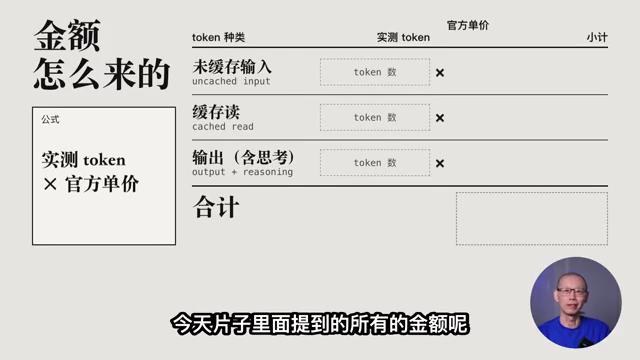 金额
怎么来的
公式
实测 token
× 官方单价
token 种类
实测 token
官方单价
小计
未缓存输入
uncached input
token 数
×
缓存读
cached read
token 数
×
输出（含思考）
output + reasoning
token 数
×
合计
今天片子里面提到的所有的金额呢